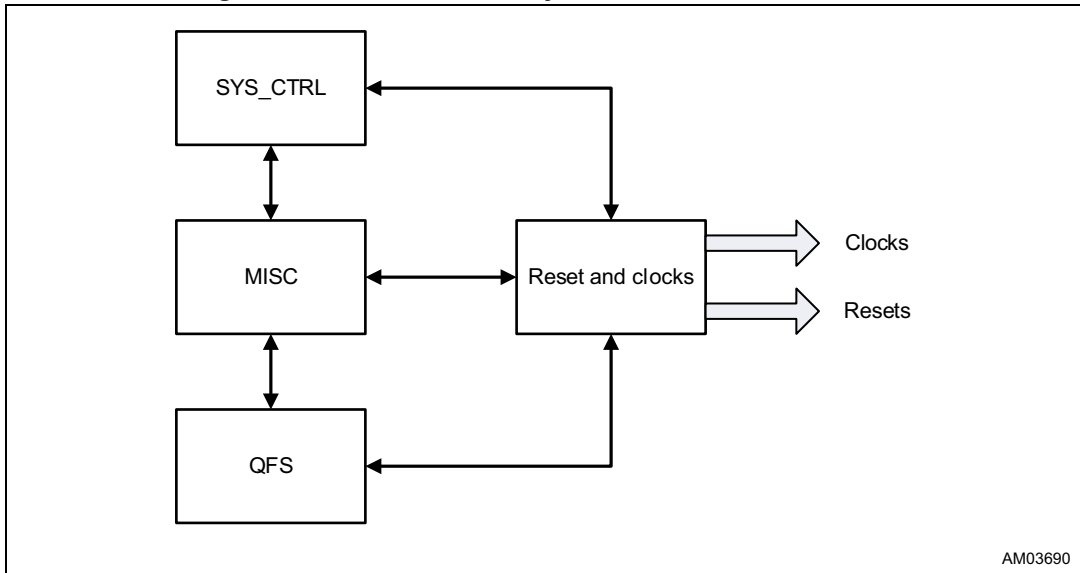 SYS_CTRL
MISC
Reset and clocks
Clocks
Resets
QFS
AM03690